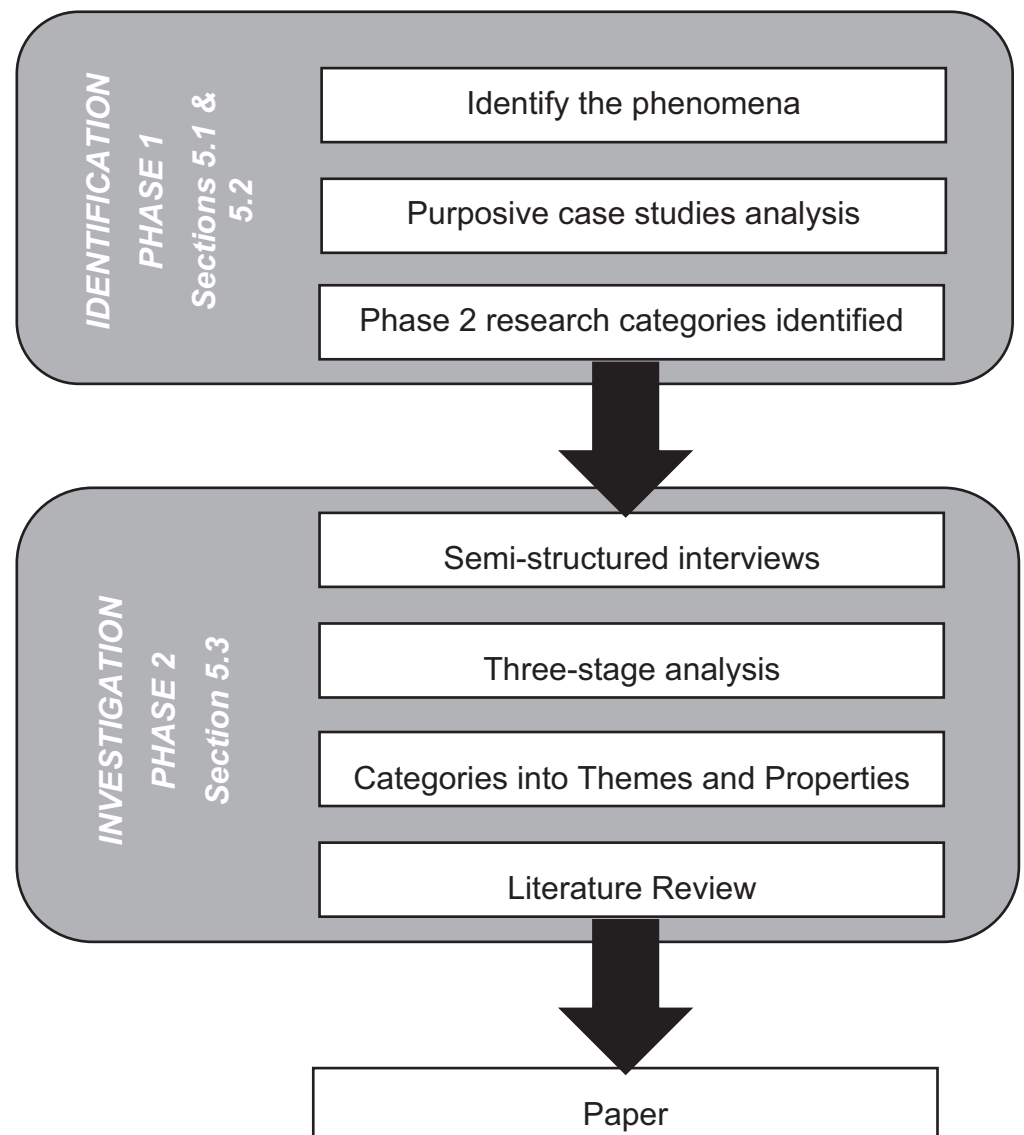 IDENTIFICATION
PHASE 1
Sections 5.1 &
5.2
Identify the phenomena
Purposive case studies analysis
Phase 2 research categories identified
INVESTIGATION
PHASE 2
Section 5.3
Semi-structured interviews
Three-stage analysis
Categories into Themes and Properties
Literature Review
Paper